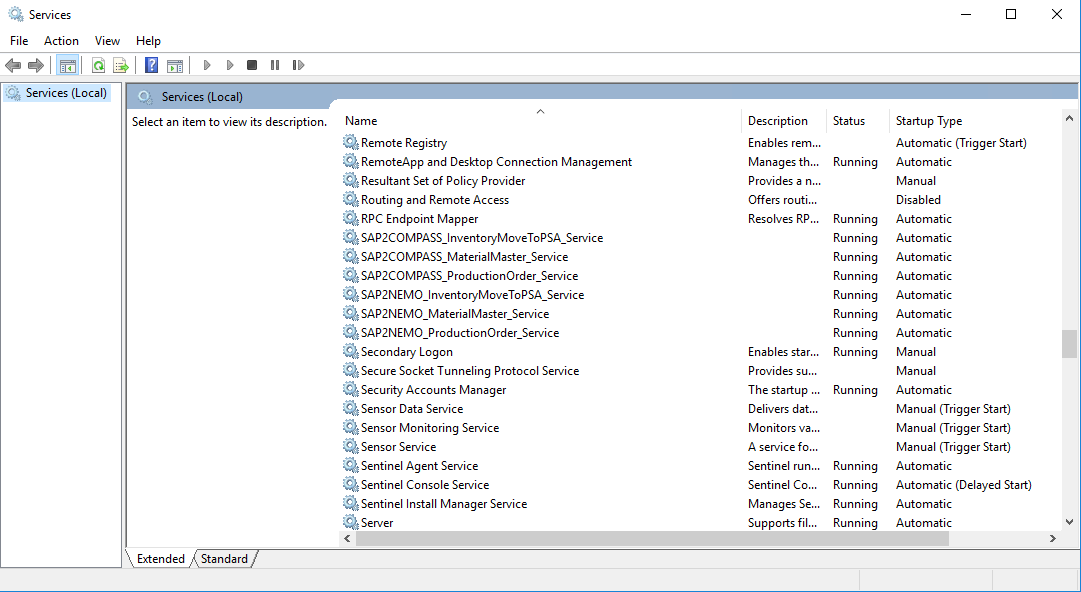 Services
File Action View Help
Services (Local)
Services (Local)
Select an item to view its description.
Name Description Status Startup Type
Remote Registry Enables rem... Automatic (Trigger Start)
RemoteApp and Desktop Connection Management Manages th... Running Automatic
Resultant Set of Policy Provider Provides a n... Manual
Routing and Remote Access Offers routi... Disabled
RPC Endpoint Mapper Resolves RP... Running Automatic
SAP2COMPASS_InventoryMoveToPSA_Service Running Automatic
SAP2COMPASS_MaterialMaster_Service Running Automatic
SAP2COMPASS_ProductionOrder_Service Running Automatic
SAP2NEMO_InventoryMoveToPSA_Service Running Automatic
SAP2NEMO_MaterialMaster_Service Running Automatic
SAP2NEMO_ProductionOrder_Service Running Automatic
Secondary Logon Enables star... Running Manual
Secure Socket Tunneling Protocol Service Provides su... Manual
Security Accounts Manager The startup ... Running Automatic
Sensor Data Service Delivers dat... Manual (Trigger Start)
Sensor Monitoring Service Monitors va... Manual (Trigger Start)
Sensor Service A service fo... Manual (Trigger Start)
Sentinel Agent Service Sentinel run... Running Automatic
Sentinel Console Service Sentinel Co... Running Automatic (Delayed Start)
Sentinel Install Manager Service Manages Se... Running Automatic
Server Supports fil... Running Automatic
Extended Standard